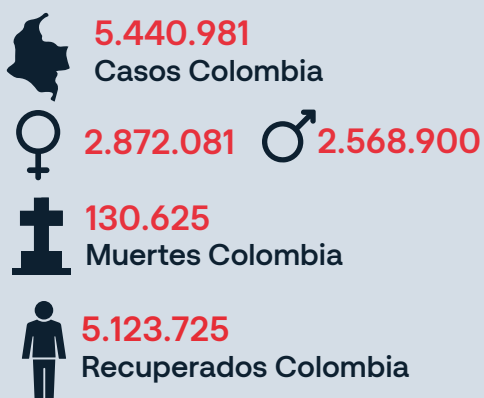 5.440.981
Casos Colombia
2.872.081 2.568.900
130.625
Muertes Colombia
5.123.725
Recuperados Colombia